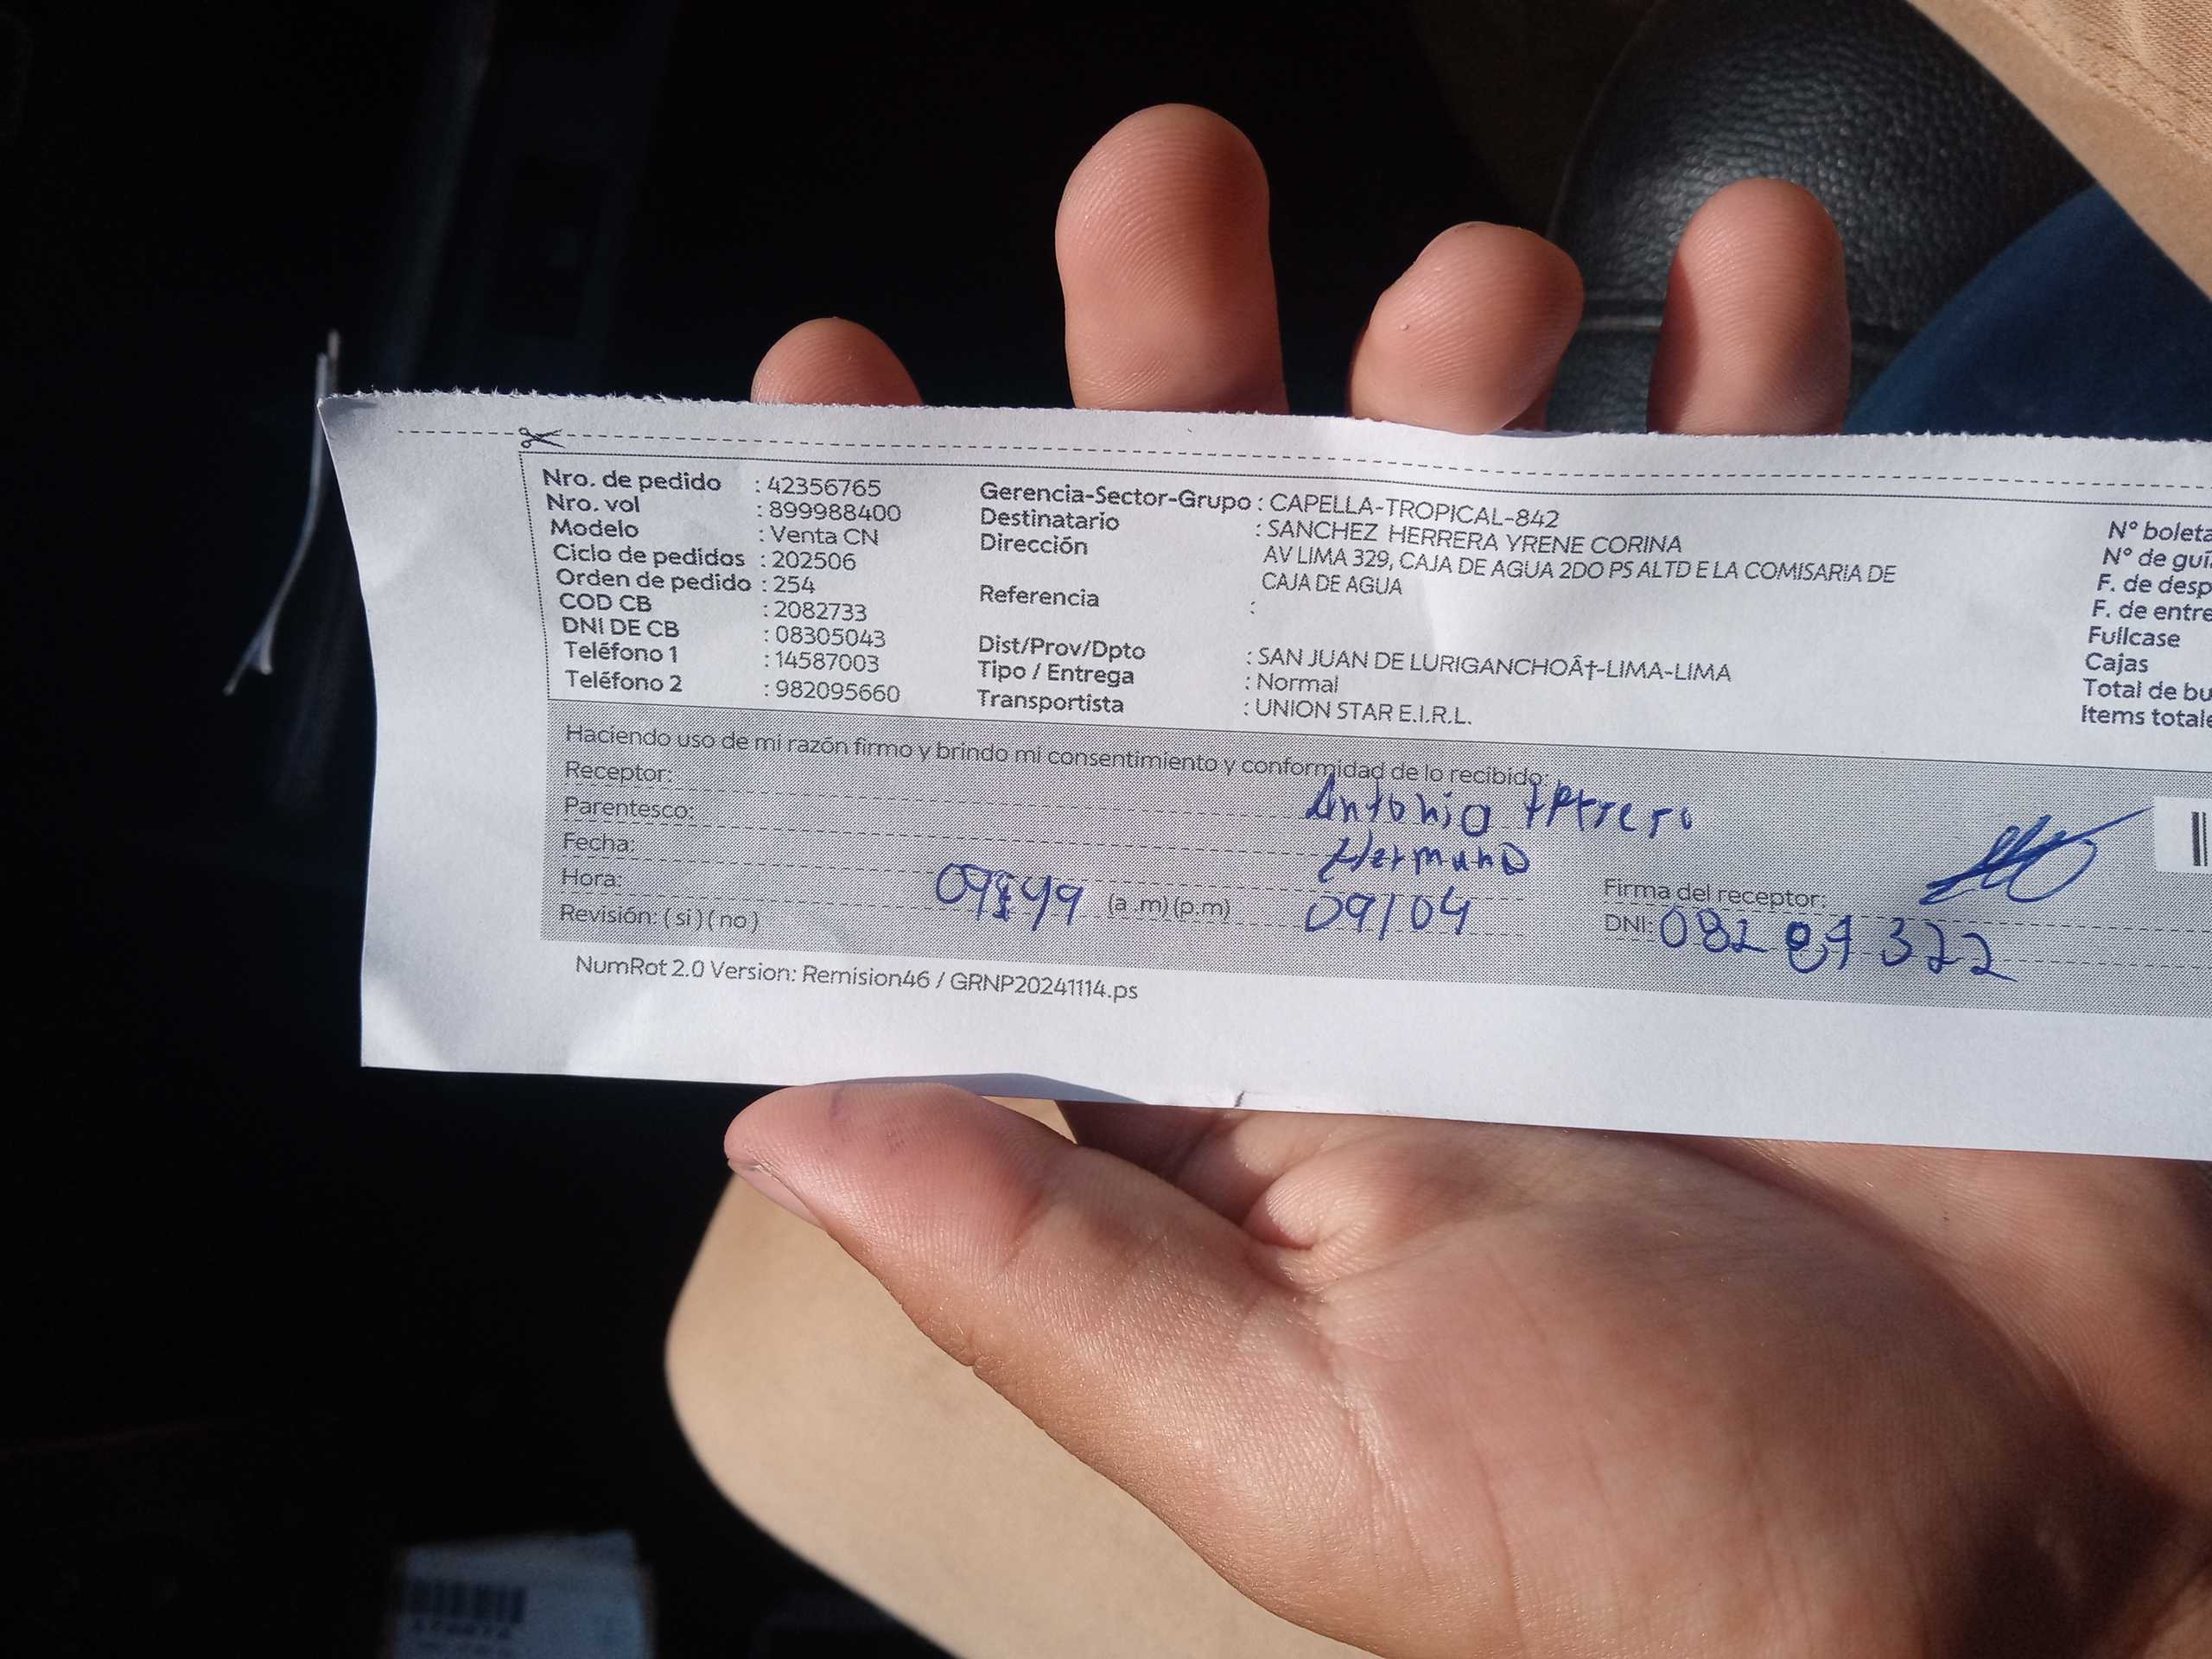 Nro. de pedido : 42356765
Nro. vol : 899988400
Modelo : Venta CN
Ciclo de pedidos : 202506
Orden de pedido : 254
COD CB : 2082733
DNI DE CB : 08305043
Teléfono 1 : 14587003
Teléfono 2 : 982095660
Gerencia-Sector-Grupo : CAPELLA-TROPICAL-842
Destinatario : SANCHEZ HERRERA YRENE CORINA
Dirección AV LIMA 329, CAJA DE AGUA 2DO PS ALTD E LA COMISARIA DE
CAJA DE AGUA
Referencia :
Dist/Prov/Dpto : SAN JUAN DE LURIGANCHOÂ†-LIMA-LIMA
Tipo / Entrega : Normal
Transportista : UNION STAR E.I.R.L.
N° boleta
N° de guí
F. de desp
F. de entre
Fullcase
Cajas
Total de bu
Items totale
Haciendo uso de mi razón firmo y brindo mi consentimiento y conformidad de lo recibido:
Receptor: Antonio
Parentesco: Hermano
Fecha: 09/04
Hora: (a .m) (p.m)
Revisión: ( si ) ( no )
Firma del receptor:
DNI:
NumRot 2.0 Version: Remision46 / GRNP20241114.ps